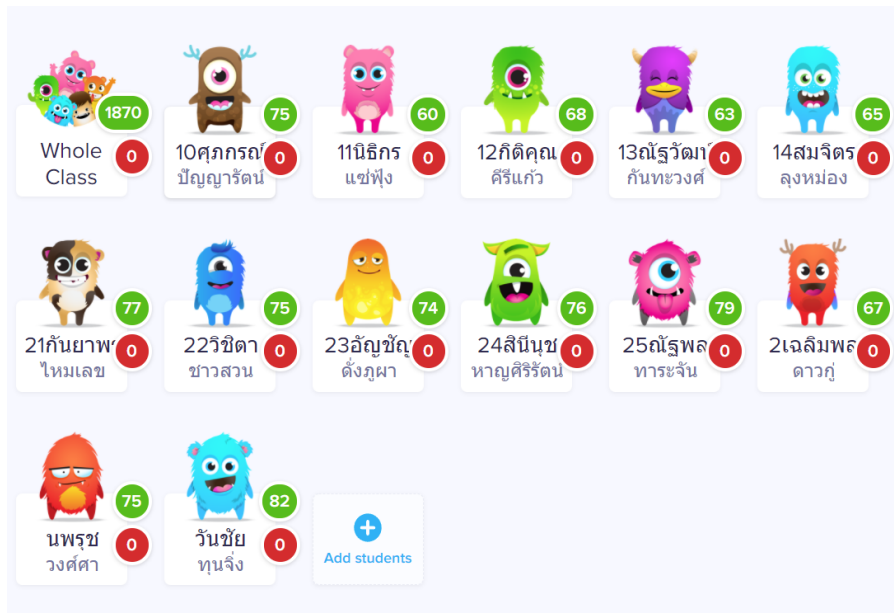 1870
0
Whole
Class
75
0
10ศุภกรณ์
ปัญญารัตน์
60
0
11นิธิกร
แซ่ฟุ้ง
68
0
12กิติคุณ
คีรีแก้ว
63
0
13ณัฐวัฒน์
กันทะวงศ์
65
0
14สมจิตร
ลุงหม่อง
77
0
21กันยาพร
ไหมเลข
75
0
22วิชิตา
ชาวสวน
74
0
23อัญชัญ
ดั่งภูผา
76
0
24สินีนุช
หาญศิริรัตน์
79
0
25ณัฐพล
ทาระจัน
67
0
2เฉลิมพล
ดาวกู่
75
0
นพรุช
วงศ์ศา
82
0
วันชัย
ทุนจิ่ง
Add students